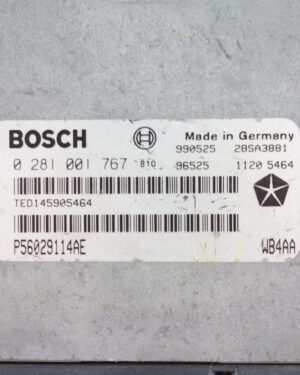 BOSCH Made in Germany
990525 28SA3881
0 281 001 767 810 96525 1120 5464
TED145905464
P56029114AE WB4AA